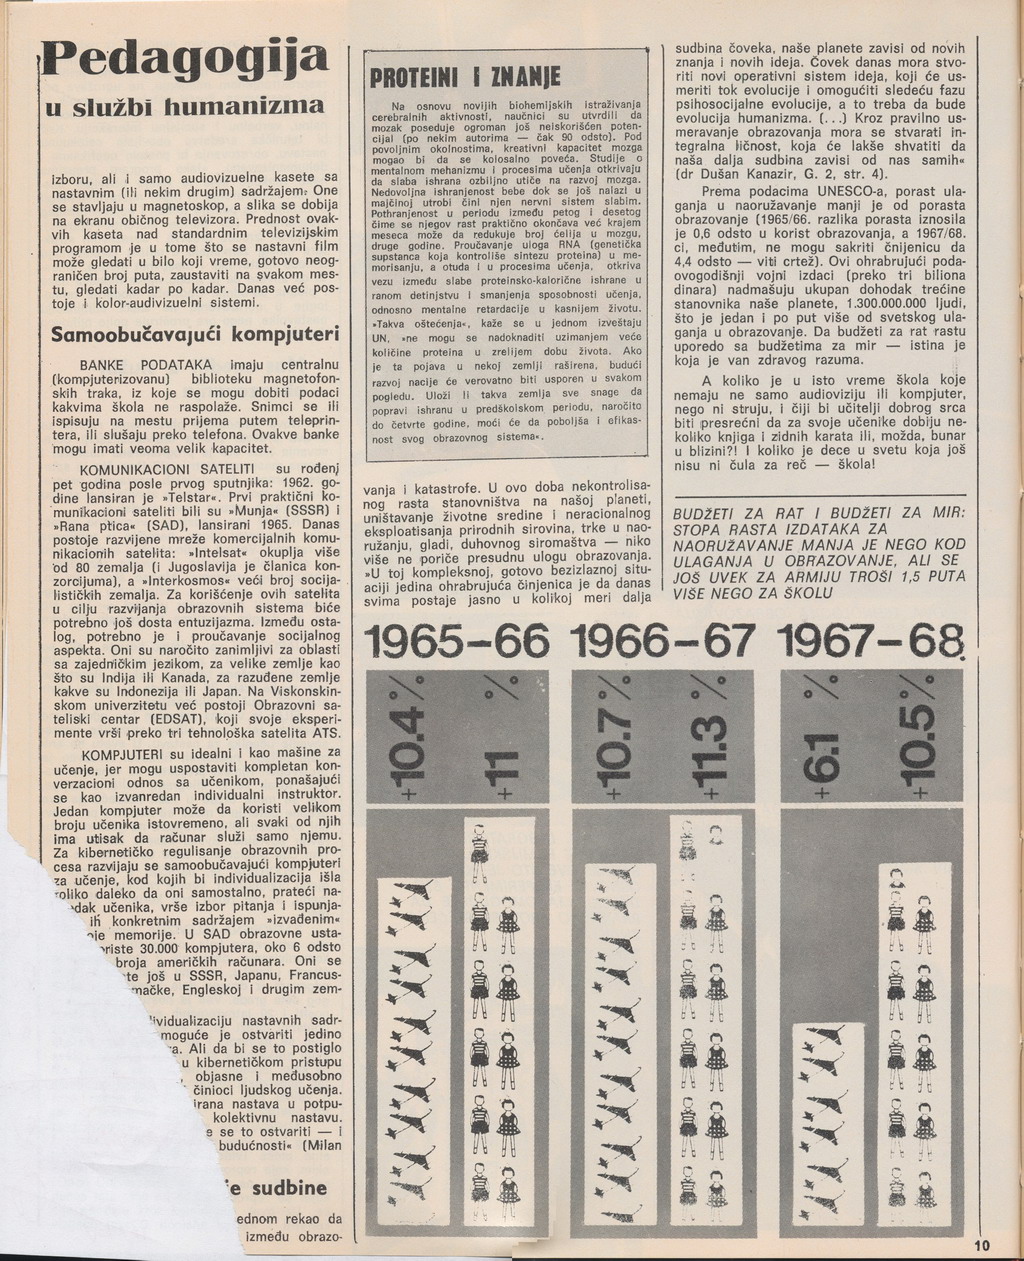 Pedagogija
u službi humanizma
izboru, ali i samo audiovizuelne kasete sa
nastavnim (ili nekim drugim) sadržajem. One
se stavljaju u magnetoskop, a slika se dobija
na ekranu običnog televizora. Prednost ovak-
vih kaseta nad standardnim televizijskim
programom je u tome što se nastavni film
može gledati u bilo koji vreme, gotovo neog-
raničen broj puta, zaustaviti na svakom mes-
tu, gledati kadar po kadar. Danas već pos-
toje i kolor-audivizuelni sistemi.
Samoobučavajući kompjuteri
BANKE PODATAKA imaju centralnu
(kompjuterizovanu) biblioteku magnetofon-
skih traka, iz koje se mogu dobiti podaci
kakvima škola ne raspolaže. Snimci se ili
ispisuju na mestu prijema putem teleprin-
tera, ili slušaju preko telefona. Ovakve banke
mogu imati veoma velik kapacitet.
KOMUNIKACIONI SATELITI su rođeni
pet godina posle prvog sputnjika: 1962. go-
dine lansiran je »Telstar«. Prvi praktični ko-
munikacioni sateliti bili su »Munja« (SSSR) i
»Rana ptica« (SAD), lansirani 1965. Danas
postoje razvijene mreže komercijalnih komu-
nikacionih satelita: »Intelsat« okuplja više
od 80 zemalja (i Jugoslavija je članica kon-
zorcijuma), a »Interkosmos« veći broj socija-
lističkih zemalja. Za korišćenje ovih satelita
u cilju razvijanja obrazovnih sistema biće
potrebno još dosta entuzijazma. Između osta-
log, potrebno je i proučavanje socijalnog
aspekta. Oni su naročito zanimljivi za oblasti
sa zajedničkim jezikom, za velike zemlje kao
što su Indija ili Kanada, za razuđene zemlje
kakve su Indonezija ili Japan. Na Viskonskin-
skom univerzitetu već postoji Obrazovni sa-
teliski centar (EDSAT), koji svoje eksperi-
mente vrši preko tri tehnološka satelita ATS.
KOMPJUTERI su idealni i kao mašine za
učenje, jer mogu uspostaviti kompletan kon-
verzacioni odnos sa učenikom, ponašajući
se kao izvanredan individualni instruktor.
Jedan kompjuter može da koristi velikom
broju učenika istovremeno, ali svaki od njih
ima utisak da računar služi samo njemu.
Za kibernetičko regulisanje obrazovnih pro-
cesa razvijaju se samoobučavajući kompjuteri
za učenje, kod kojih bi individualizacija išla
toliko daleko da oni samostalno, prateći na-
dak učenika, vrše izbor pitanja i ispunja-
ih konkretnim sadržajem »izvađenim«
memorije. U SAD obrazovne usta-
riste 30.000 kompjutera, oko 6 odsto
broja američkih računara. Oni se
te još u SSSR, Japanu, Francus-
mačke, Engleskoj i drugim zem-
ividualizaciju nastavnih sadr-
moguće je ostvariti jedino
a. Ali da bi se to postiglo
u kibernetičkom pristupu
objasne i međusobno
činioci ljudskog učenja.
irana nastava u potpu-
kolektivnu nastavu.
e se to ostvariti — i
budućnosti« (Milan
e sudbine
ednom rekao da
između obrazo-
PROTEINI I ZNANJE
Na osnovu novijih biohemijskih istraživanja
cerebralnih aktivnosti, naučnici su utvrdili da
mozak poseduje ogroman još neiskorišćen poten-
cijal (po nekim autorima — čak 90 odsto). Pod
povoljnim okolnostima, kreativni kapacitet mozga
mogao bi da se kolosalno poveća. Studije o
mentalnom mehanizmu i procesima učenja otkrivaju
da slaba ishrana ozbiljno utiče na razvoj mozga.
Nedovoljna ishranjenost bebe dok se još nalazi u
majčinoj utrobi čini njen nervni sistem slabim.
Pothranjenost u periodu između petog i desetog
čime se njegov rast praktično okončava već krajem
meseca može da redukuje broj ćelija u mozgu,
druge godine. Proučavanje uloga RNA (genetička
supstanca koja kontroliše sintezu proteina) u me-
morisanju, a otuda i u procesima učenja, otkriva
vezu između slabe proteinsko-kalorične ishrane u
ranom detinjstvu i smanjenja sposobnosti učenja,
odnosno mentalne retardacije u kasnijem životu.
»Takva oštećenja«, kaže se u jednom izveštaju
UN, »ne mogu se nadoknaditi uzimanjem veće
količine proteina u zrelijem dobu života. Ako
je ta pojava u nekoj zemlji raširena, budući
razvoj nacije će verovatno biti usporen u svakom
pogledu. Uloži li takva zemlja sve snage da
popravi ishranu u predškolskom periodu, naročito
do četvrte godine, moći će da poboljša i efikas-
nost svog obrazovnog sistema«.
vanja i katastrofe. U ovo doba nekontrolisa-
nog rasta stanovništva na našoj planeti,
uništavanje životne sredine i neracionalnog
eksploatisanja prirodnih sirovina, trke u nao-
ružanju, gladi, duhovnog siromaštva — niko
više ne poriče presudnu ulogu obrazovanja.
»U toj kompleksnoj, gotovo bezizlaznoj situ-
aciji jedina ohrabrujuća činjenica je da danas
svima postaje jasno u kolikoj meri dalja
sudbina čoveka, naše planete zavisi od novih
znanja i novih ideja. Čovek danas mora stvo-
riti novi operativni sistem ideja, koji će us-
meriti tok evolucije i omogućiti sledeću fazu
psihosocijalne evolucije, a to treba da bude
evolucija humanizma. (...) Kroz pravilno us-
meravanje obrazovanja mora se stvarati in-
tegralna ličnost, koja će lakše shvatiti da
naša dalja sudbina zavisi od nas samih«
(dr Dušan Kanazir, G. 2, str. 4).
Prema podacima UNESCO-a, porast ula-
ganja u naoružavanje manji je od porasta
obrazovanje (1965/66. razlika porasta iznosila
je 0,6 odsto u korist obrazovanja, a 1967/68.
ci, međutim, ne mogu sakriti čnijenicu da
4,4 odsto — viti crtež). Ovi ohrabrujući poda-
ovogodišnji vojni izdaci (preko tri biliona
dinara) nadmašuju ukupan dohodak trećine
stanovnika naše planete, 1.300.000.000 ljudi,
što je jedan i po put više od svetskog ula-
ganja u obrazovanje. Da budžeti za rat rastu
uporedo sa budžetima za mir — istina je
koja je van zdravog razuma.
A koliko je u isto vreme škola koje
nemaju ne samo audioviziju ili kompjuter,
nego ni struju, i čiji bi učitelji dobrog srca
biti presrećni da za svoje učenike dobiju ne-
koliko knjiga i zidnih karata ili, možda, bunar
u blizini?! I koliko je dece u svetu koja još
nisu ni čula za reč — škola!
BUDŽETI ZA RAT I BUDŽETI ZA MIR:
STOPA RASTA IZDATAKA ZA
NAORUŽAVANJE MANJA JE NEGO KOD
ULAGANJA U OBRAZOVANJE, ALI SE
JOŠ UVEK ZA ARMIJU TROŠI 1,5 PUTA
VIŠE NEGO ZA ŠKOLU
1965-66 1966-67 1967-68
+10.4%
+11%
+10.7%
+11.3%
+6.1%
+10.5%
10